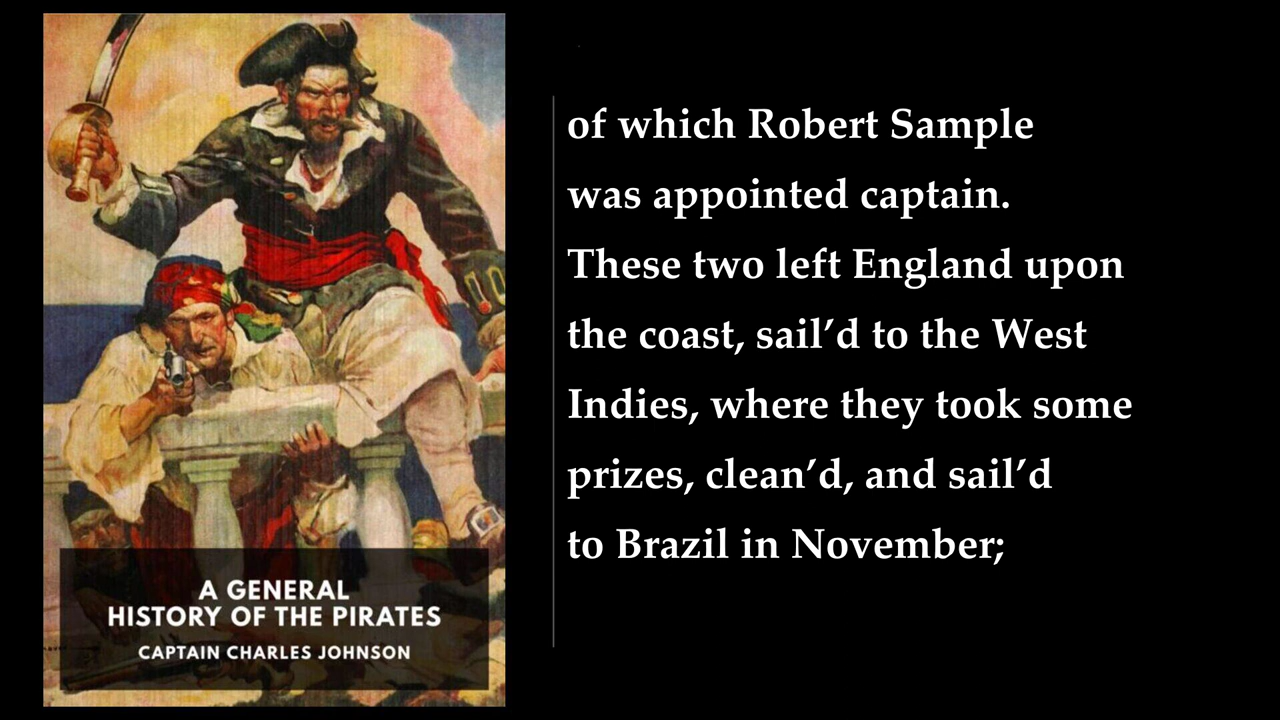 of which Robert Sample
was appointed captain.
These two left England upon
the coast, sail’d to the West
Indies, where they took some
prizes, clean’d, and sail’d
to Brazil in November;
A GENERAL
HISTORY OF THE PIRATES
CAPTAIN CHARLES JOHNSON